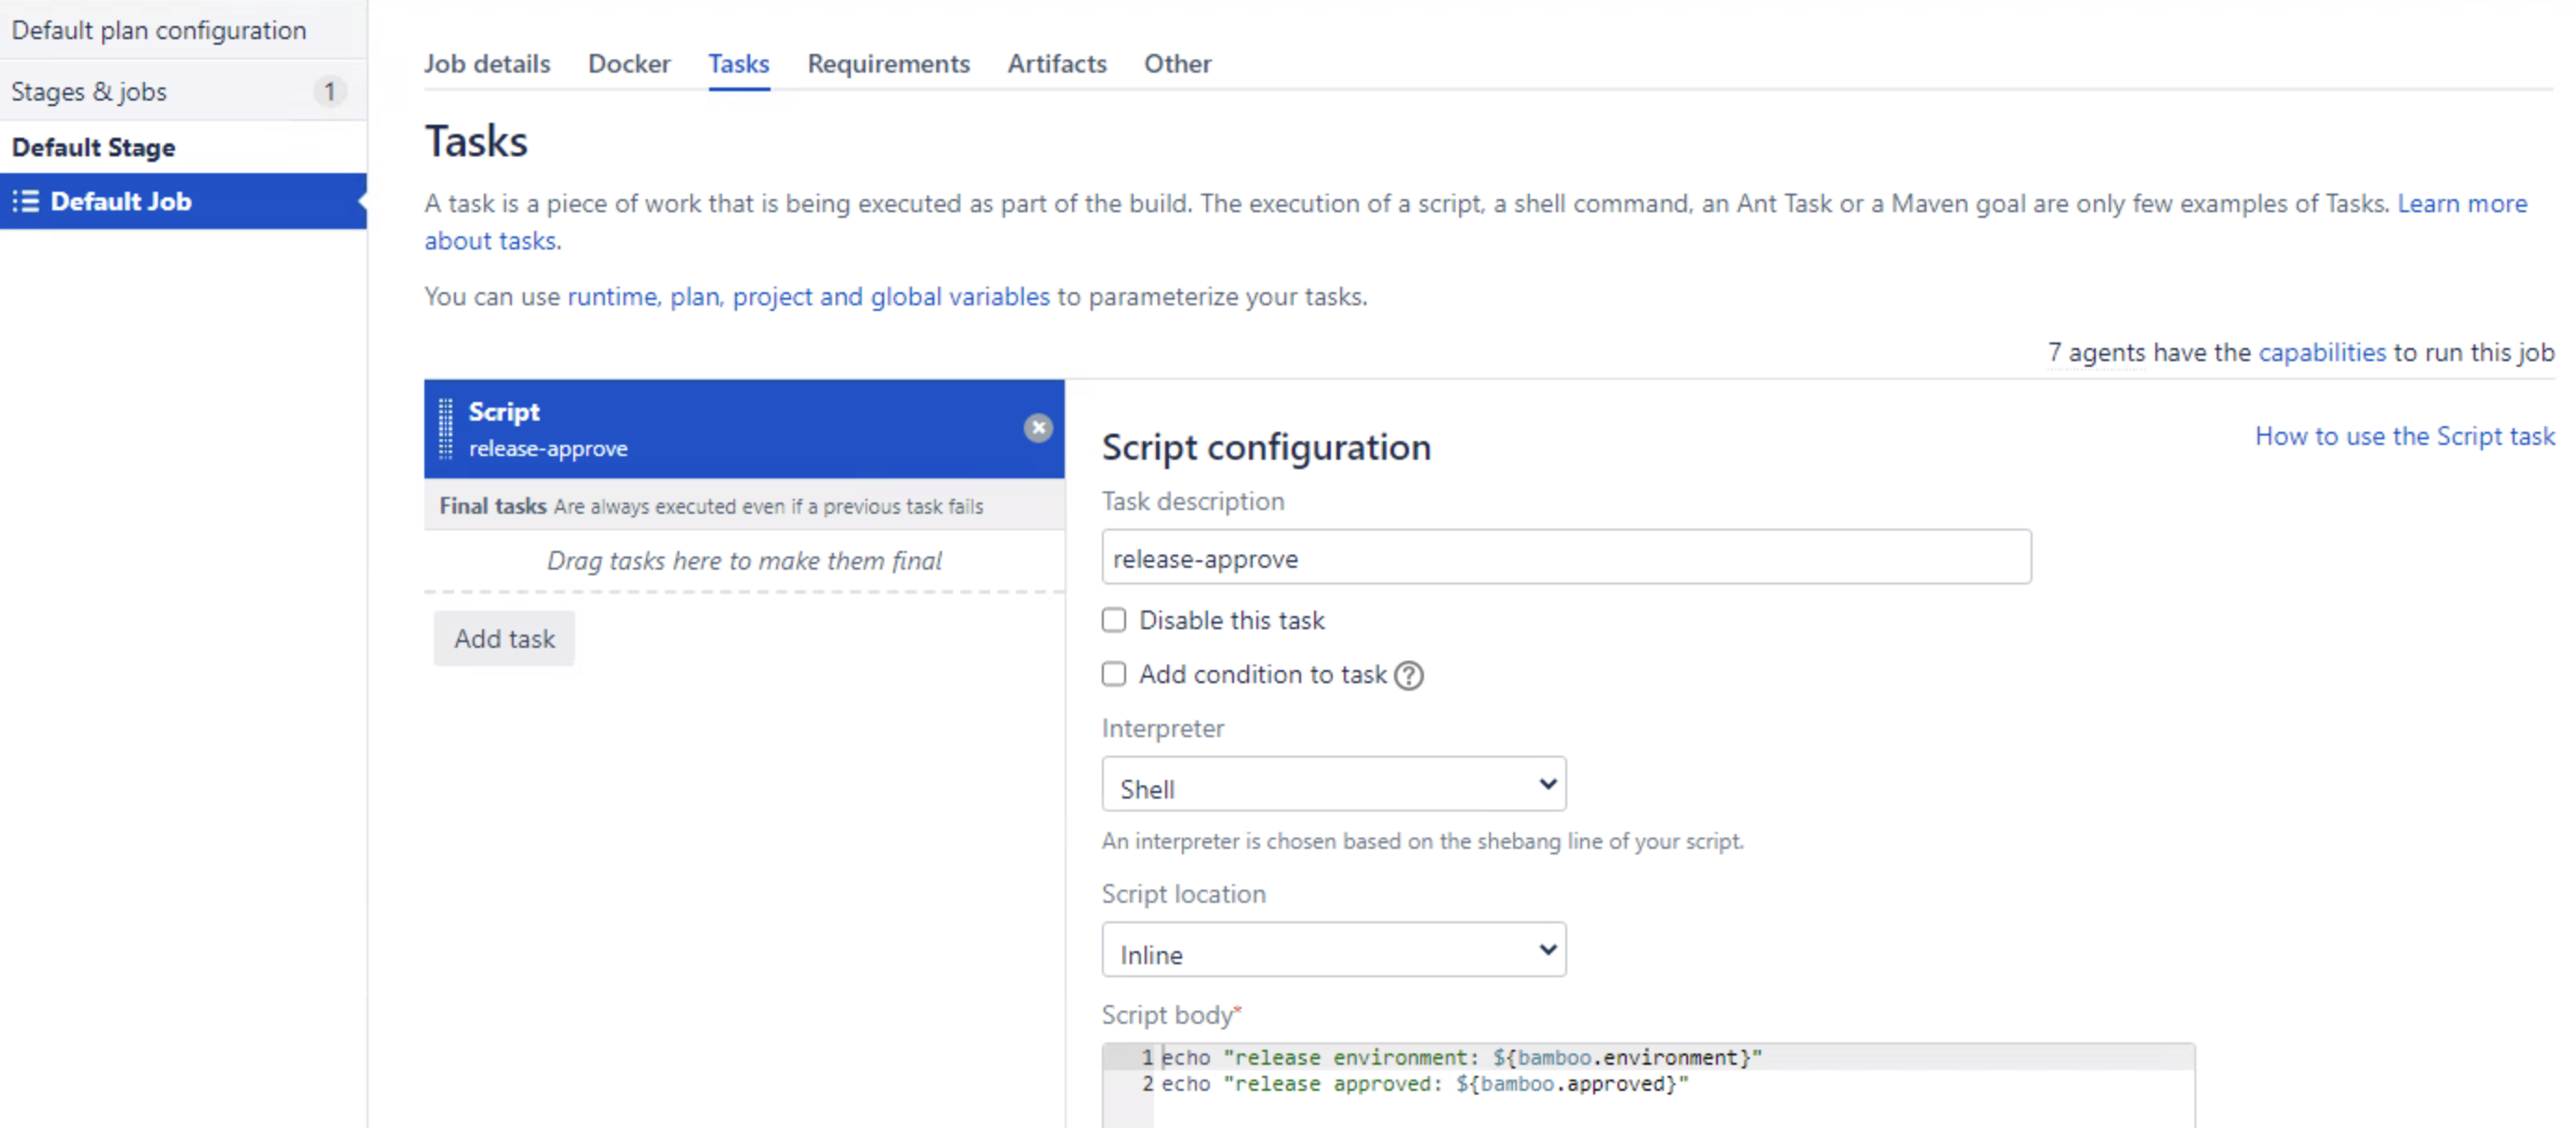 Default plan configuration
Stages & jobs 1
Default Stage
Default Job
Job details Docker Tasks Requirements Artifacts Other
Tasks
A task is a piece of work that is being executed as part of the build. The execution of a script, a shell command, an Ant Task or a Maven goal are only few examples of Tasks. Learn more
about tasks.
You can use runtime, plan, project and global variables to parameterize your tasks.
7 agents have the capabilities to run this job
Script
release-approve
Final tasks Are always executed even if a previous task fails
Drag tasks here to make them final
Add task
Script configuration
How to use the Script task
Task description
release-approve
Disable this task
Add condition to task ?
Interpreter
Shell
An interpreter is chosen based on the shebang line of your script.
Script location
Inline
Script body*
1 echo "release environment: ${bamboo.environment}"
2 echo "release approved: ${bamboo.approved}"